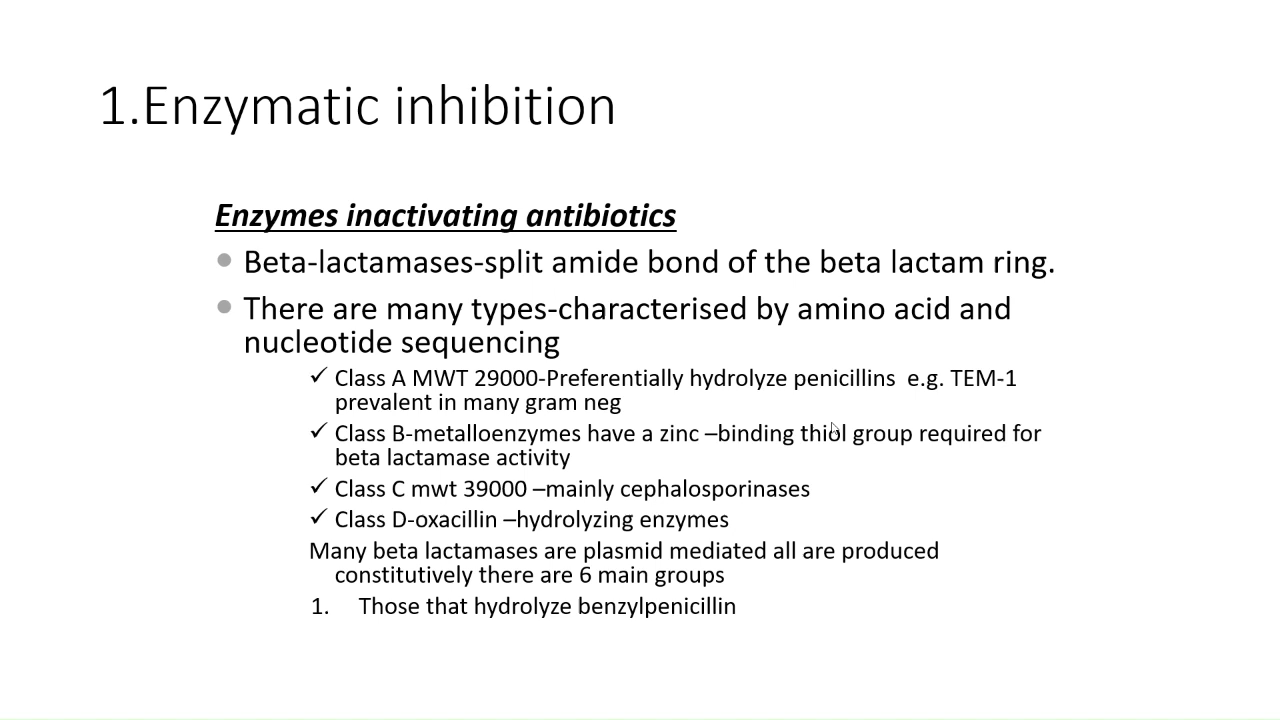 1.Enzymatic inhibition
Enzymes inactivating antibiotics
Beta-lactamases-split amide bond of the beta lactam ring.
There are many types-characterised by amino acid and
nucleotide sequencing
✓ Class A MWT 29000-Preferentially hydrolyze penicillins  e.g. TEM-1
prevalent in many gram neg
✓ Class B-metalloenzymes have a zinc –binding thiol group required for
beta lactamase activity
✓ Class C mwt 39000 –mainly cephalosporinases
✓ Class D-oxacillin –hydrolyzing enzymes
Many beta lactamases are plasmid mediated all are produced
constitutively there are 6 main groups
1. Those that hydrolyze benzylpenicillin